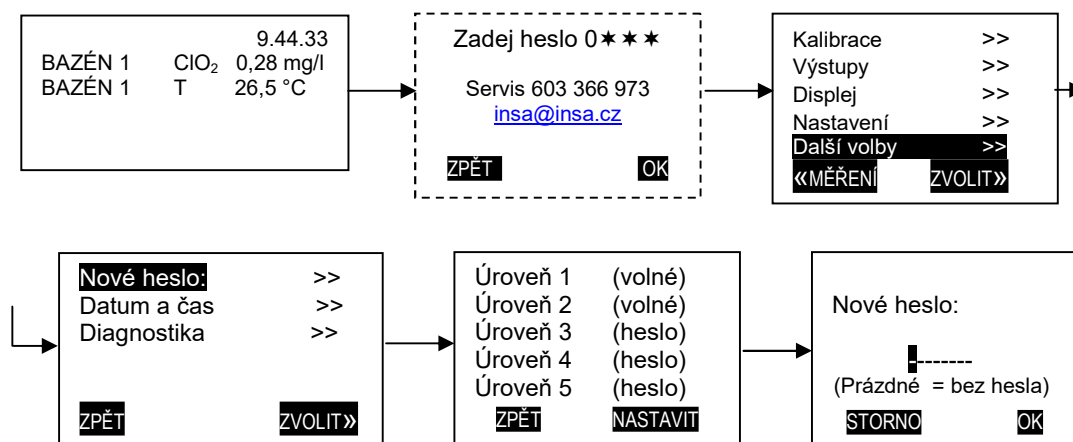 9.44.33
BAZÉN 1 ClO₂ 0,28 mg/l
BAZÉN 1 T 26,5 °C
Zadej heslo 0✶✶✶
Servis 603 366 973
insa@insa.cz
ZPĚT OK
Kalibrace >>
Výstupy >>
Displej >>
Nastavení >>
Další volby >>
«MĚŘENÍ ZVOLIT»
Nové heslo: >>
Datum a čas >>
Diagnostika >>
ZPĚT ZVOLIT»
Úroveň 1 (volné)
Úroveň 2 (volné)
Úroveň 3 (heslo)
Úroveň 4 (heslo)
Úroveň 5 (heslo)
ZPĚT NASTAVIT
Nové heslo:
--------
(Prázdné = bez hesla)
STORNO OK